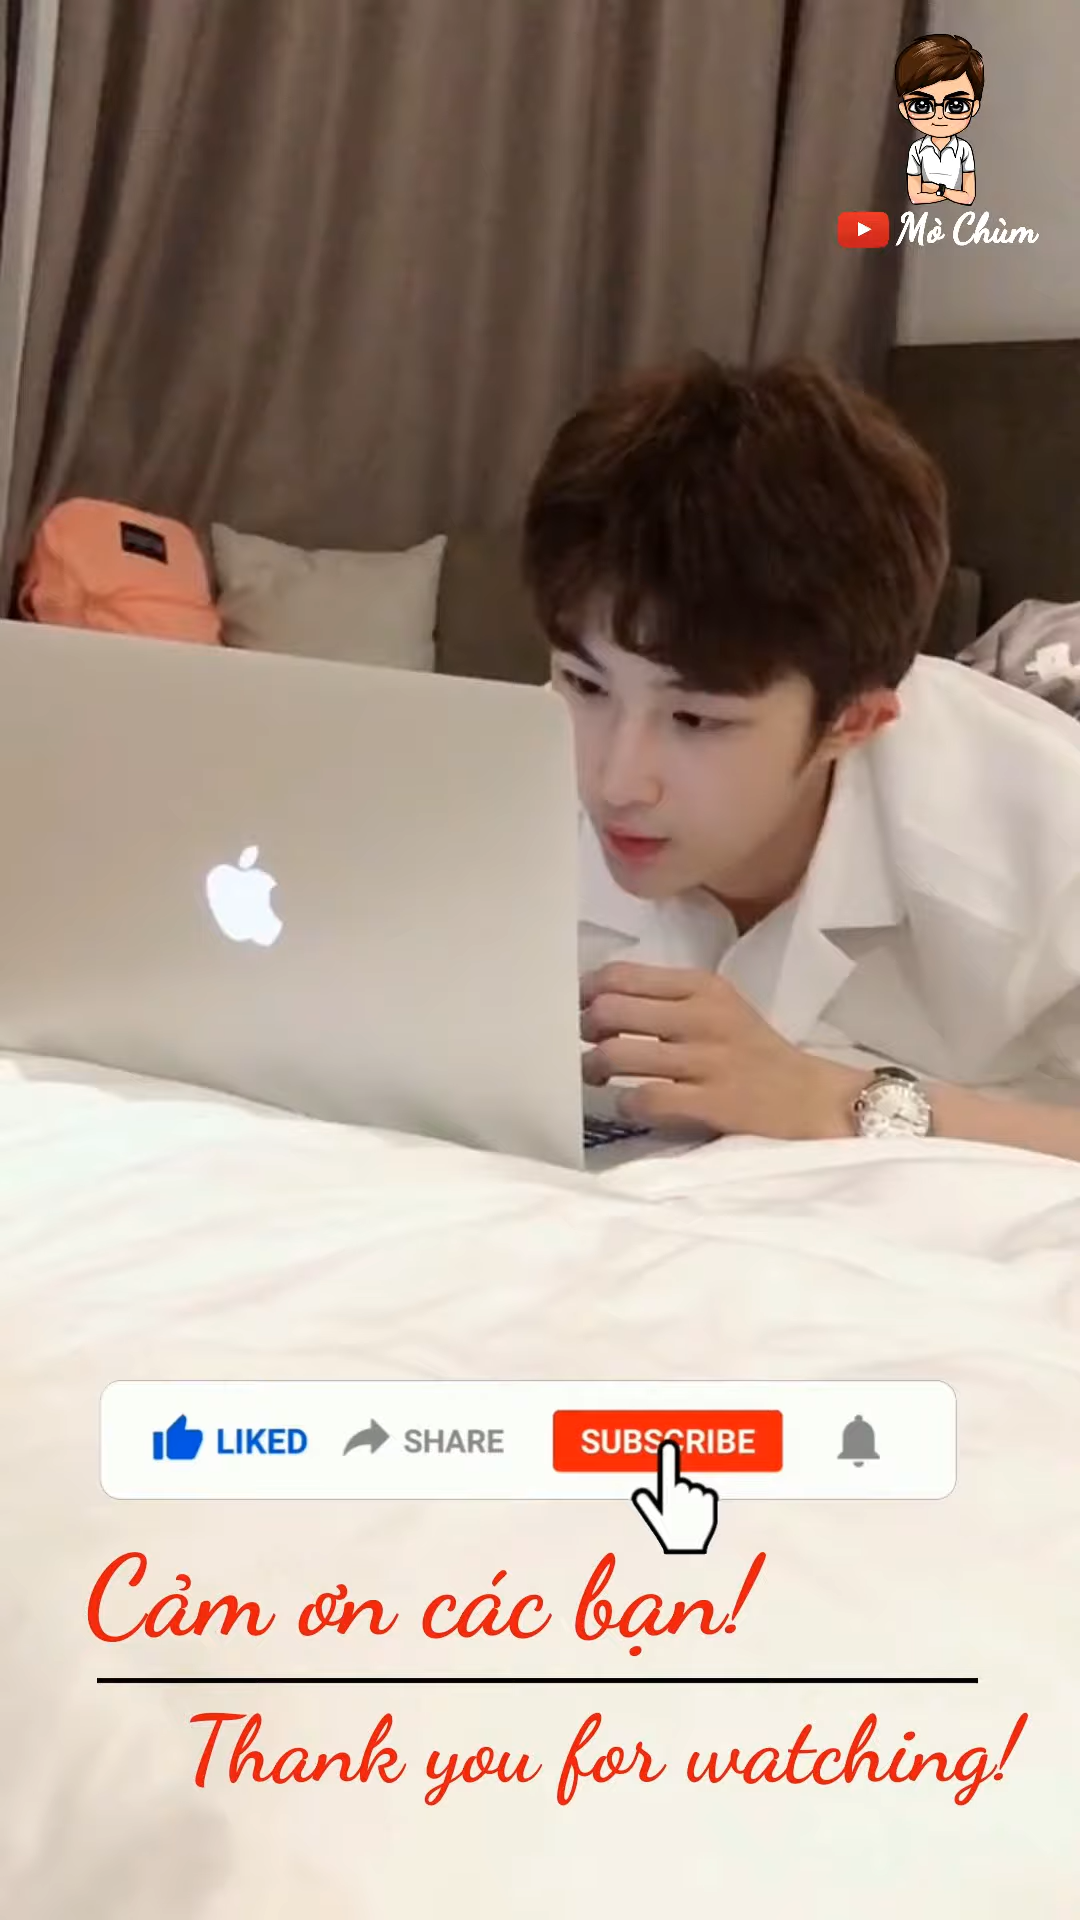 Mò Chùm
LIKED SHARE SUBSCRIBE
Cảm ơn các bạn!
Thank you for watching!